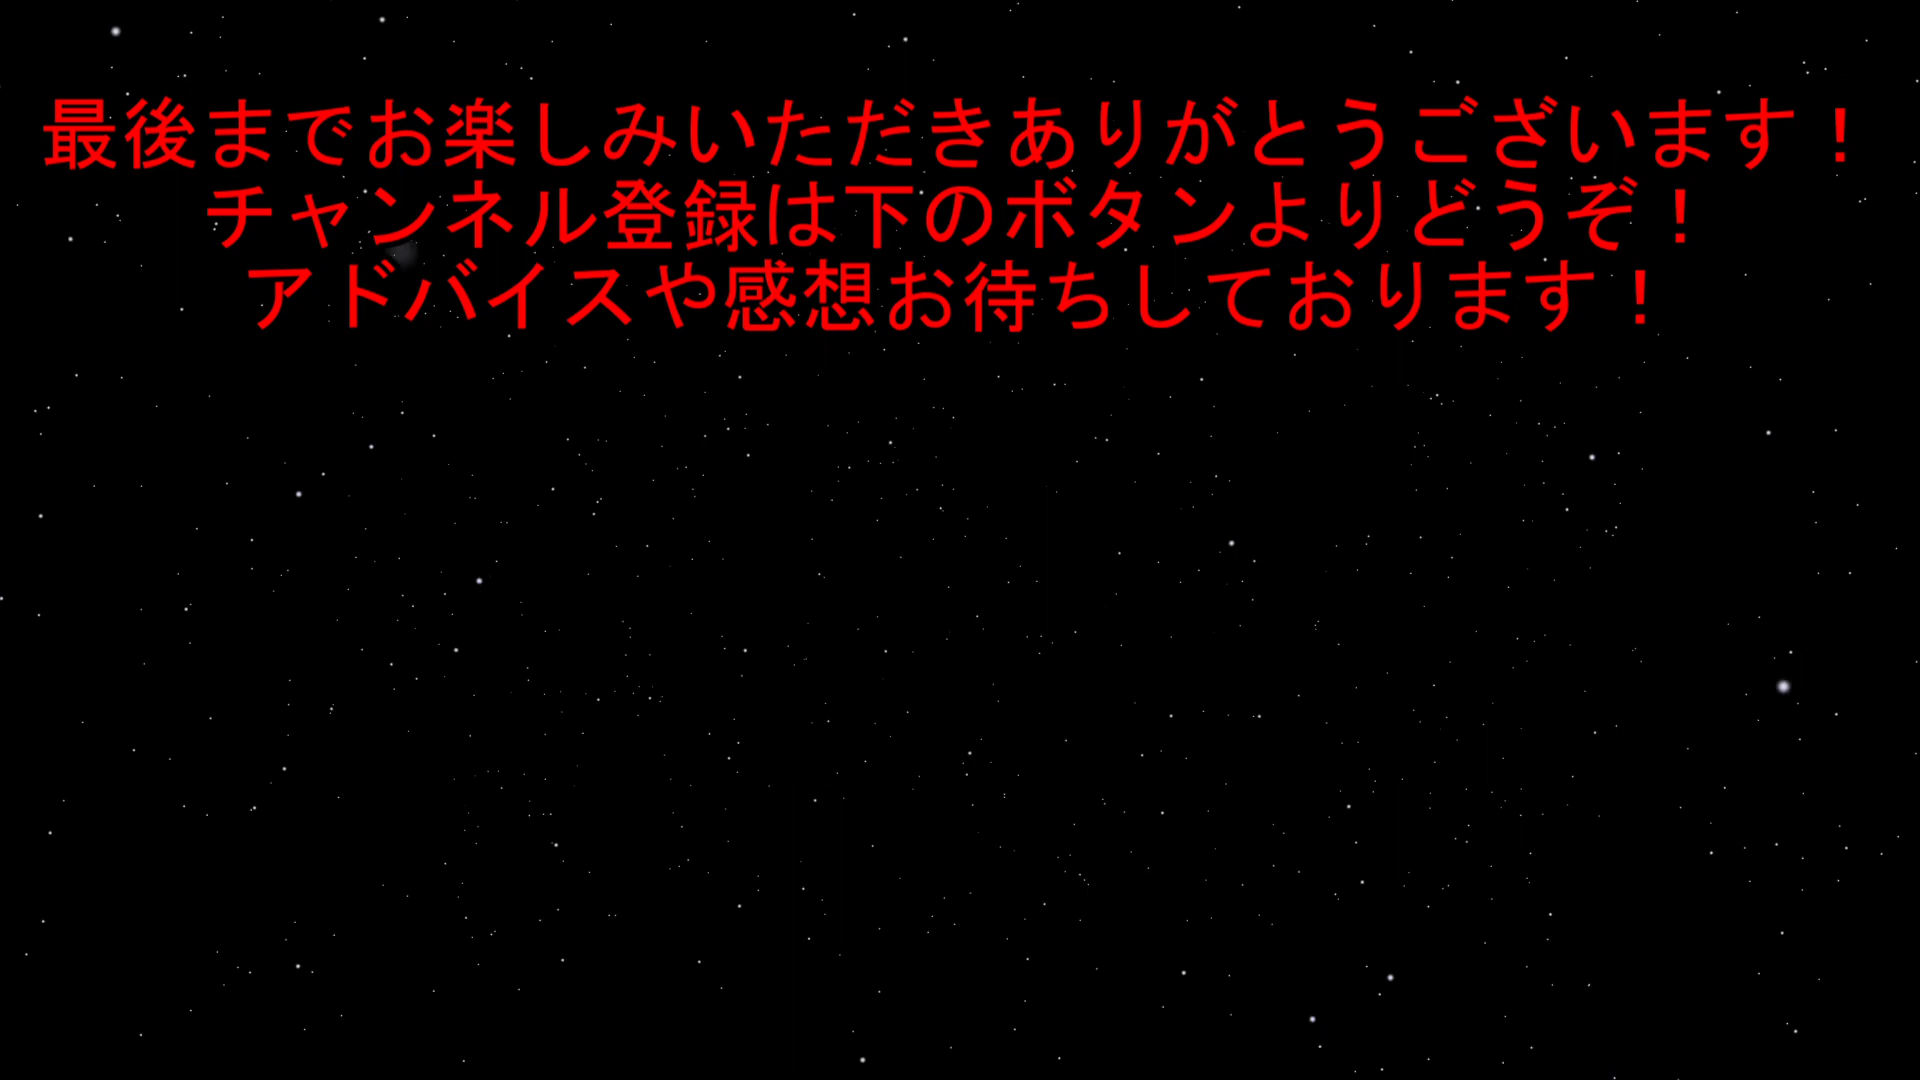 最後までお楽しみいただきありがとうございます！
チャンネル登録は下のボタンよりどうぞ！
アドバイスや感想お待ちしております！